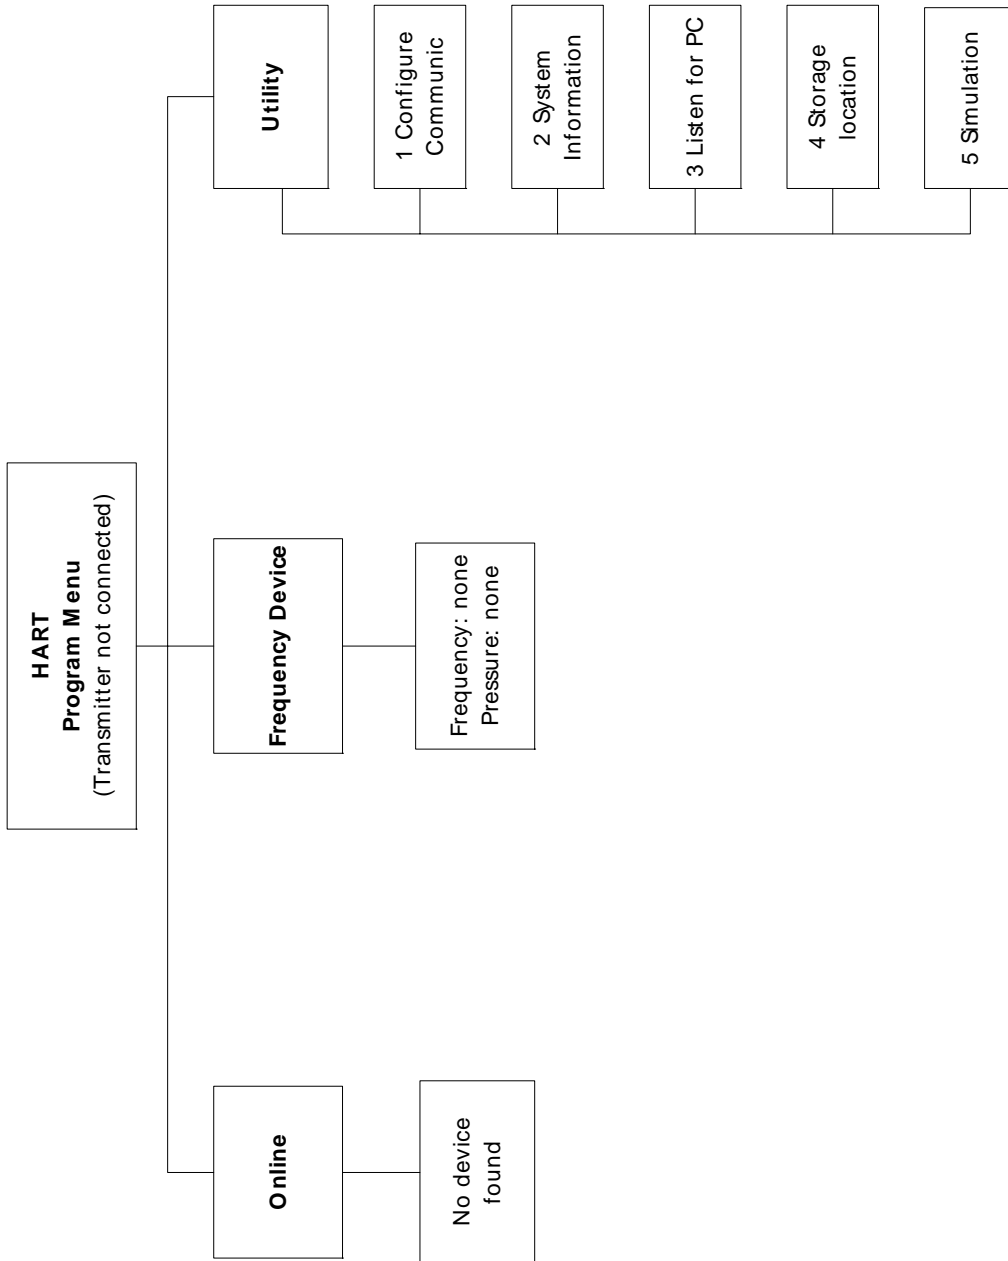 HART
Program Menu
(Transmitter not connected)
Online
Frequency Device
Utility
No device
found
Frequency: none
Pressure: none
1 Configure
Communic
2 System
Information
3 Listen for PC
4 Storage
location
5 Simulation